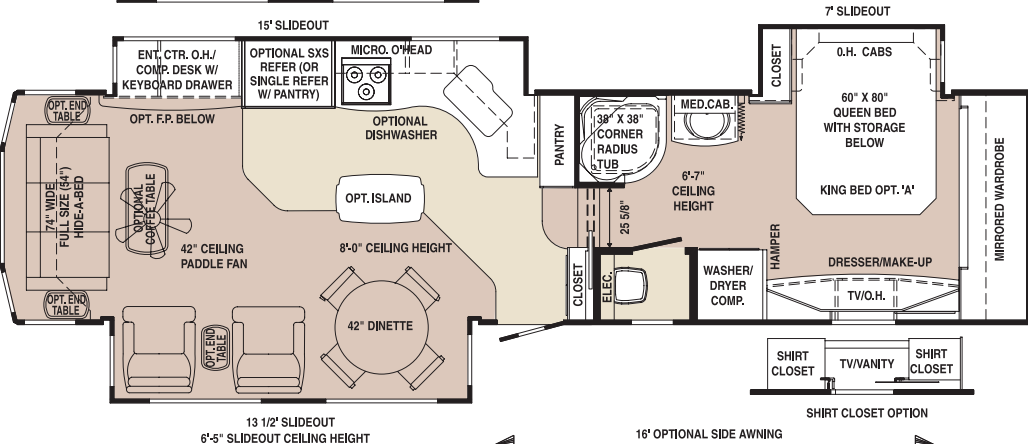 15' SLIDEOUT
7' SLIDEOUT
ENT. CTR. O.H./
COMP. DESK W/
KEYBOARD DRAWER
OPTIONAL SXS
REFER (OR
SINGLE REFER
W/ PANTRY)
MICRO. O'HEAD
CLOSET
O.H. CABS
OPT. END
TABLE
OPT. F.P. BELOW
OPTIONAL
DISHWASHER
PANTRY
38" X 38"
CORNER
RADIUS
TUB
MED.CAB.
60" X 80"
QUEEN BED
WITH STORAGE
BELOW
KING BED OPT. 'A'
MIRRORED WARDROBE
74" WIDE
FULL SIZE (54")
HIDE-A-BED
OPTIONAL
COFFEE TABLE
OPT. ISLAND
6'-7"
CEILING
HEIGHT
25 5/8"
42" CEILING
PADDLE FAN
8'-0" CEILING HEIGHT
HAMPER
DRESSER/MAKE-UP
OPT. END
TABLE
CLOSET
ELEC.
WASHER/
DRYER
COMP.
TV/O.H.
OPT. END
TABLE
42" DINETTE
SHIRT
CLOSET
TV/VANITY
SHIRT
CLOSET
SHIRT CLOSET OPTION
13 1/2' SLIDEOUT
6'-5" SLIDEOUT CEILING HEIGHT
16' OPTIONAL SIDE AWNING